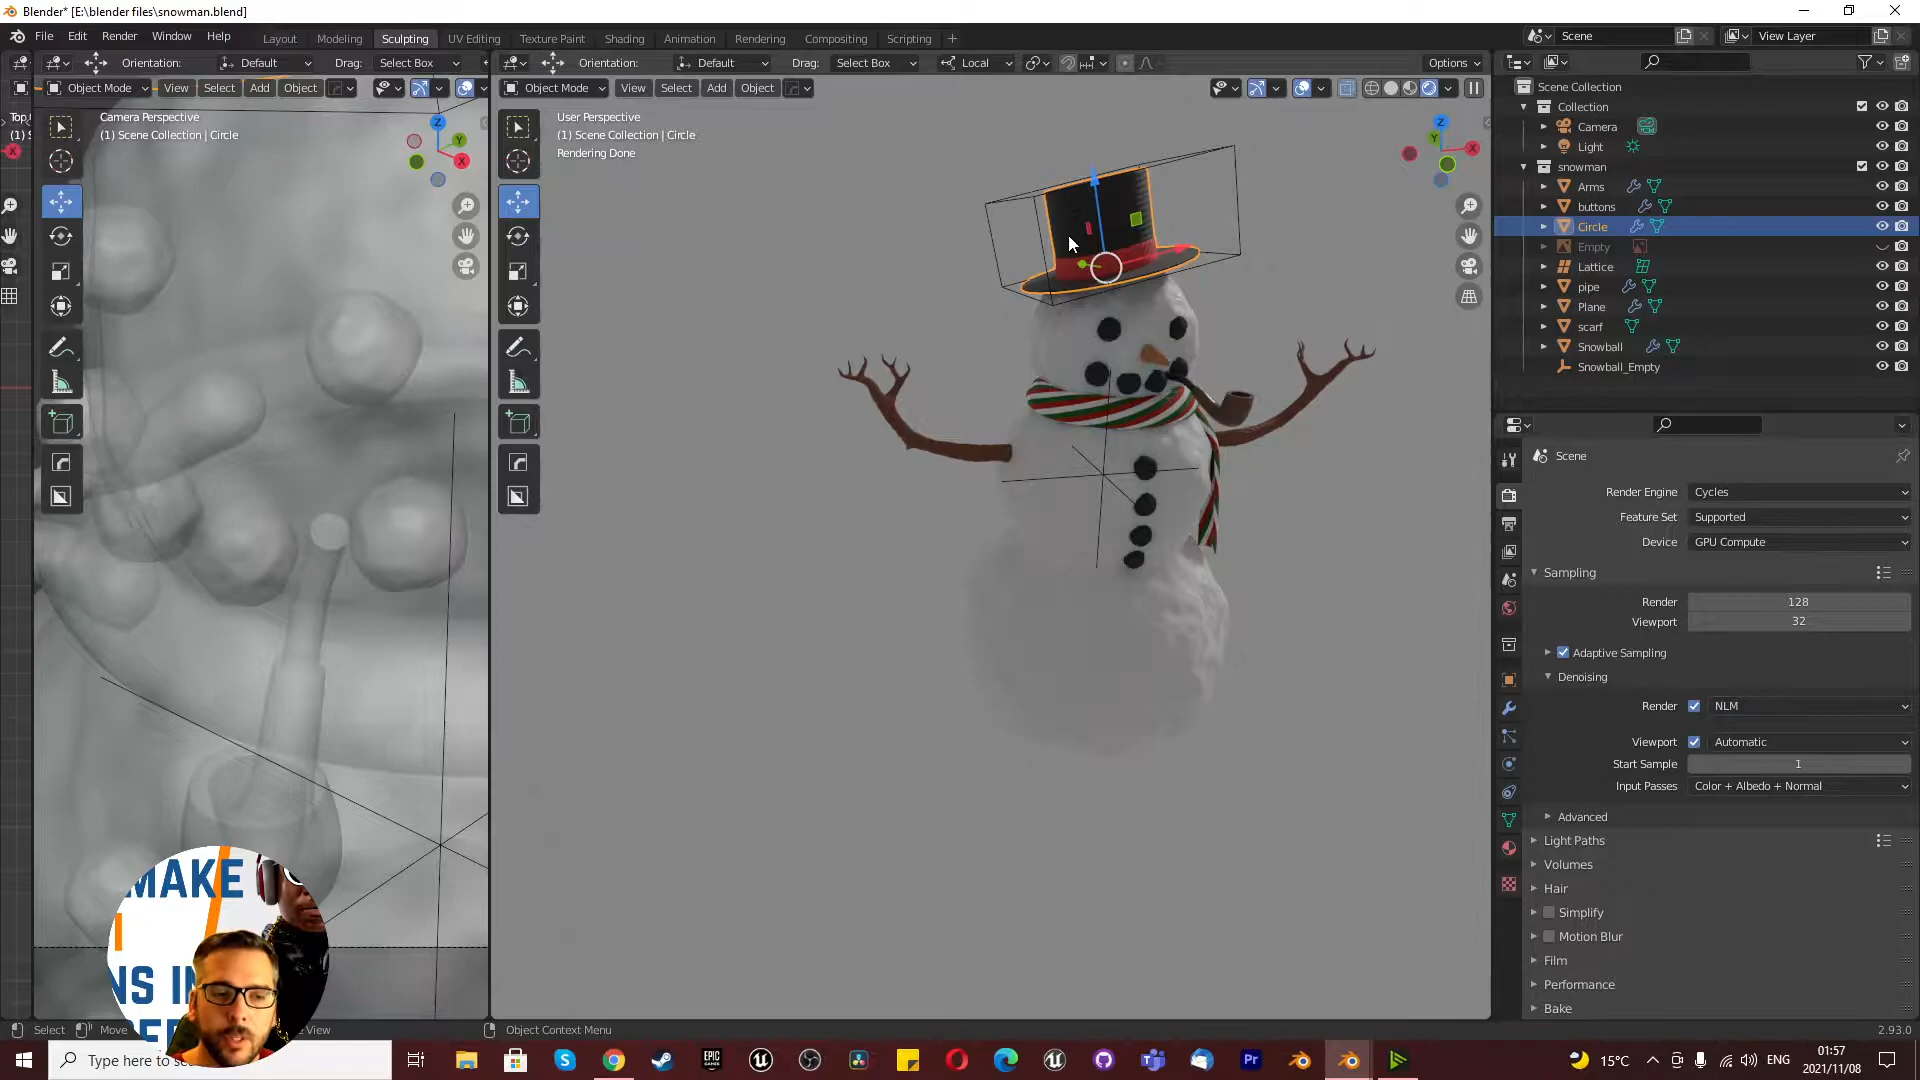 Blender* [E:\blender files\snowman.blend]
File Edit Render Window Help
Layout Modeling Sculpting UV Editing Texture Paint Shading Animation Rendering Compositing Scripting
Scene
View Layer
Orientation: Default Drag: Select Box
Orientation: Default Drag: Select Box Local Options
Object Mode View Select Add Object
Object Mode View Select Add Object
Camera Perspective
(1) Scene Collection | Circle
User Perspective
(1) Scene Collection | Circle
Rendering Done
Scene Collection
Collection
Camera
Light
snowman
Arms
buttons
Circle
Empty
Lattice
pipe
Plane
scarf
Snowball
Snowball_Empty
Scene
Render Engine Cycles
Feature Set Supported
Device GPU Compute
Sampling
Render 128
Viewport 32
Adaptive Sampling
Denoising
Render NLM
Viewport Automatic
Start Sample 1
Input Passes Color + Albedo + Normal
Advanced
Light Paths
Volumes
Hair
Simplify
Motion Blur
Film
Performance
Bake
MAKE
NS IN
Select Move View Object Context Menu 2.93.0
Type here to
15°C ENG 01:57
2021/11/08